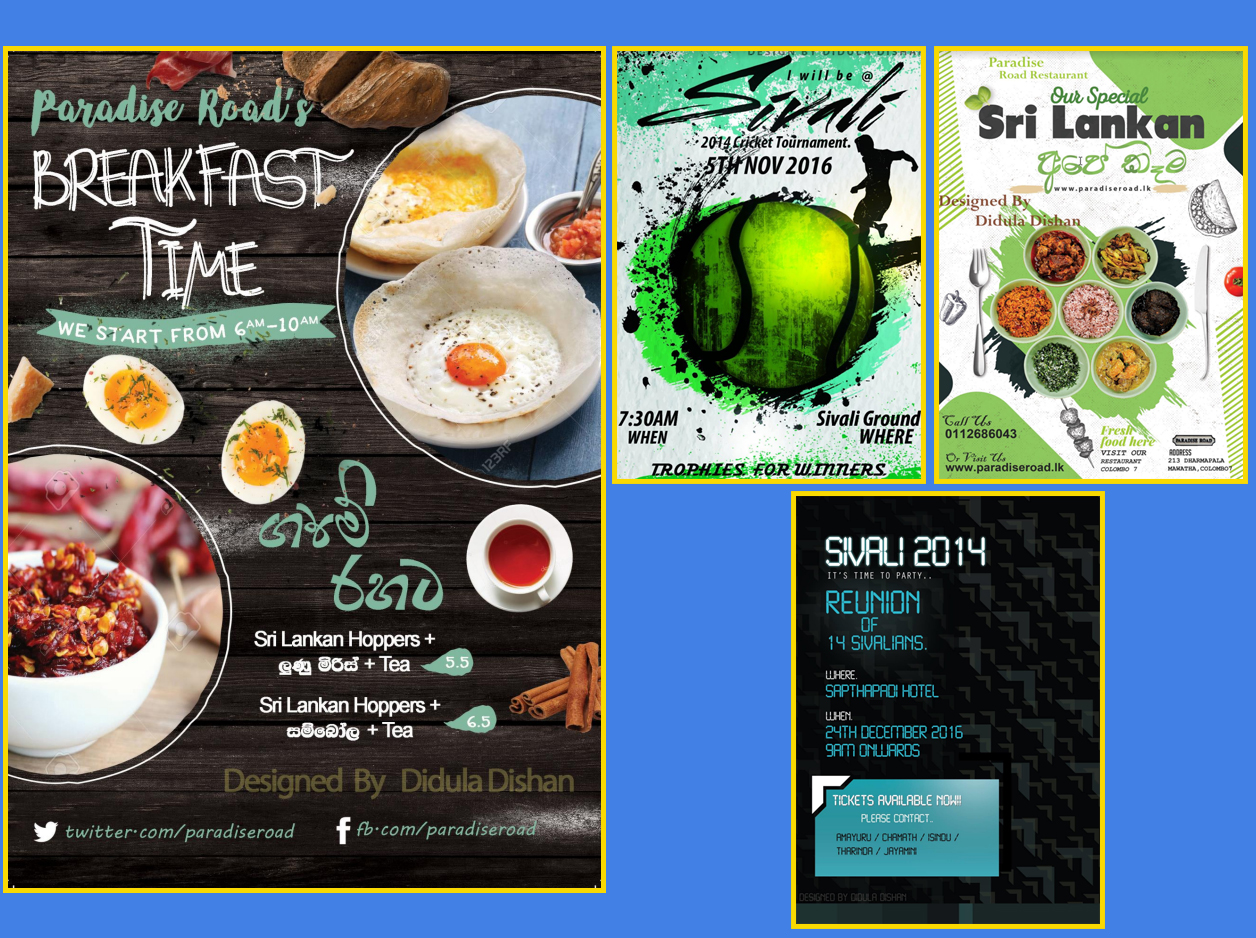 Paradise Road's
BREAKFAST
TIME
WE START FROM 6AM-10AM
ගජම්
රහට
Sri Lankan Hoppers +
ලුණු මිරිස් + Tea
5.5
Sri Lankan Hoppers +
සම්බෝල + Tea
6.5
Designed By Didula Dishan
twitter.com/paradiseroad
fb.com/paradiseroad
DESIGN BY DIDULA DISHAN
I will be @
Sivali
2014 Cricket Tournament.
5TH NOV 2016
7:30AM
WHEN
Sivali Ground
WHERE
TROPHIES FOR WINNERS
Paradise
Road Restaurant
Our Special
Sri Lankan
අපේ කෑම
www.paradiseroad.lk
Designed By
Didula Dishan
Call Us
0112686043
Or Visit Us
www.paradiseroad.lk
Fresh
food here
VISIT OUR
RESTAURANT
COLOMBO 7
PARADISE ROAD
ADDRESS
213 DHARMAPALA
MAWATHA,COLOMBO7
SIVALI 2014
IT'S TIME TO PARTY..
REUNION
OF
14 SIVALIANS.
WHERE.
SAPTHAPADI HOTEL
WHEN.
24TH DECEMBER 2016
9AM ONWARDS
TICKETS AVAILABLE NOW!!
PLEASE CONTACT.
AMAYURU / CHAMATH / ISINDU /
THARINDA / JAYAMINI
DESIGNED BY DIDULA DISHAN.